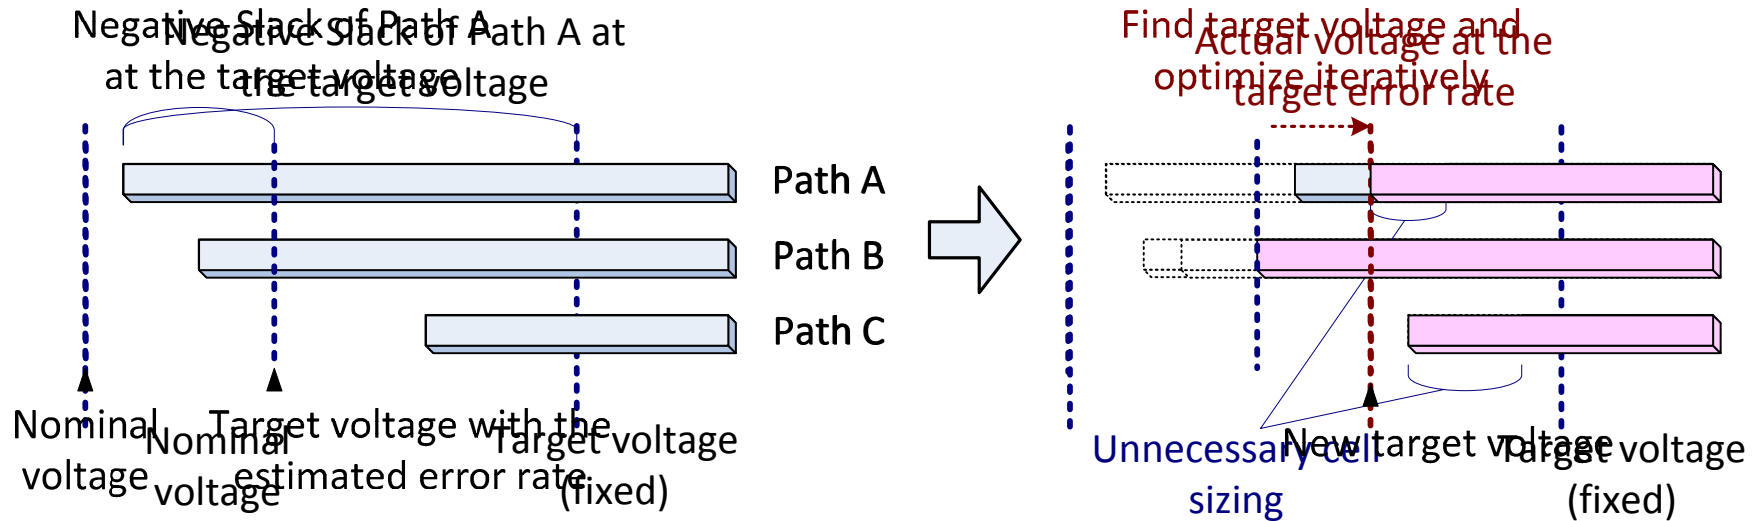 Negative Slack of Path A
at the target voltage
Negative Slack of Path A at
the target voltage
Find target voltage and
optimize iteratively
Actual voltage at the
target error rate
Path A
Path B
Path C
Nominal
voltage
Nominal
voltage
Target voltage with the
estimated error rate
Target voltage
(fixed)
Unnecessary cell
sizing
New target voltage
Target voltage
(fixed)